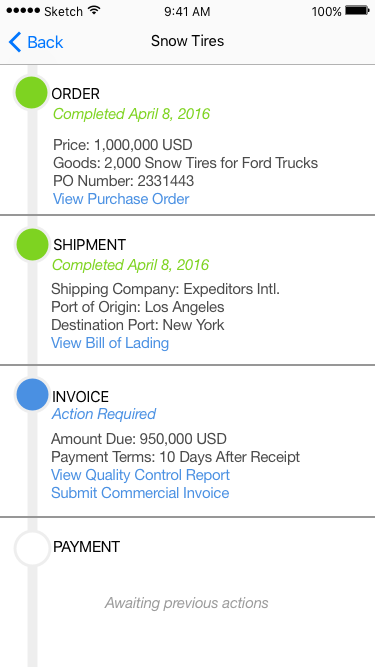 Sketch 9:41 AM 100%
Back Snow Tires
ORDER
Completed April 8, 2016
Price: 1,000,000 USD
Goods: 2,000 Snow Tires for Ford Trucks
PO Number: 2331443
View Purchase Order
SHIPMENT
Completed April 8, 2016
Shipping Company: Expeditors Intl.
Port of Origin: Los Angeles
Destination Port: New York
View Bill of Lading
INVOICE
Action Required
Amount Due: 950,000 USD
Payment Terms: 10 Days After Receipt
View Quality Control Report
Submit Commercial Invoice
PAYMENT
Awaiting previous actions